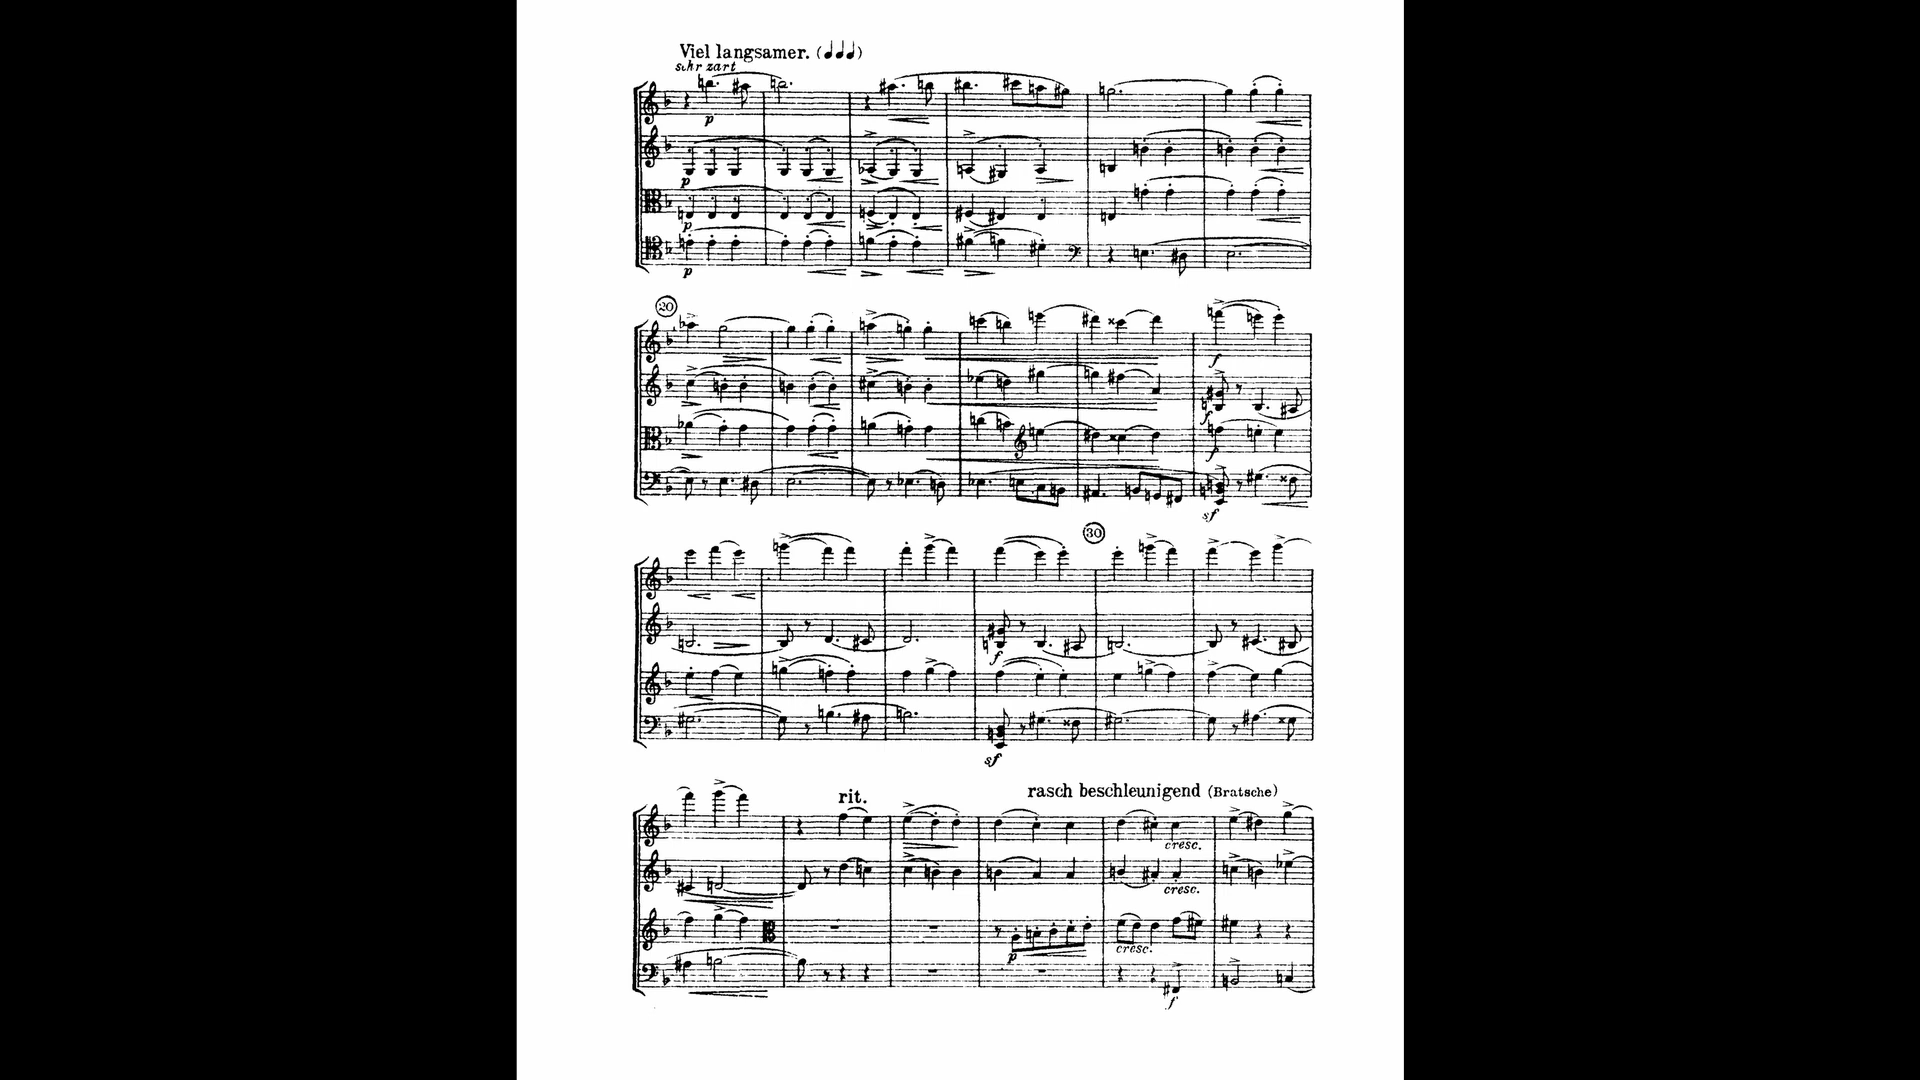 Viel langsamer. (♩♩♩)
sehr zart
p
p
p
p
20
f
f
f
sf
30
f
sf
rit.
rasch beschleunigend (Bratsche)
cresc.
cresc.
p
cresc.
f